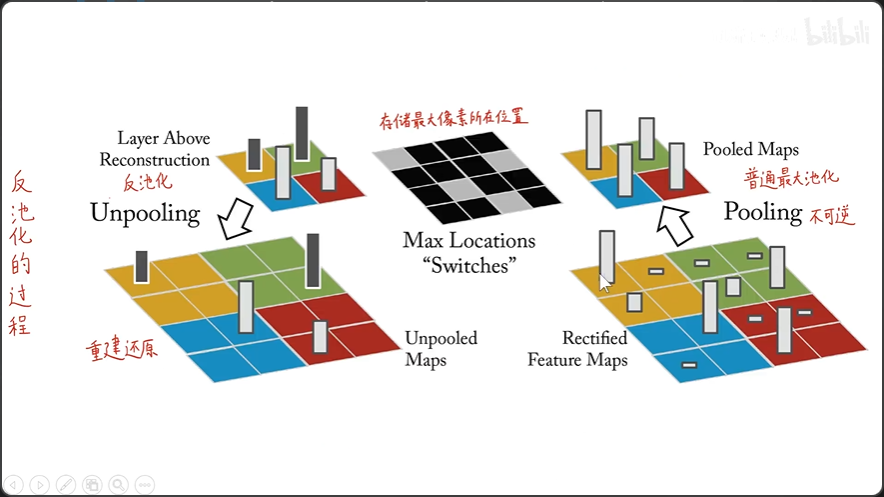 bilibili
反池化的过程
Layer Above
Reconstruction
反池化
Unpooling
存储最大像素所在位置
Max Locations
“Switches”
Pooled Maps
普通最大池化
Pooling 不可逆
重建还原
Unpooled
Maps
Rectified
Feature Maps